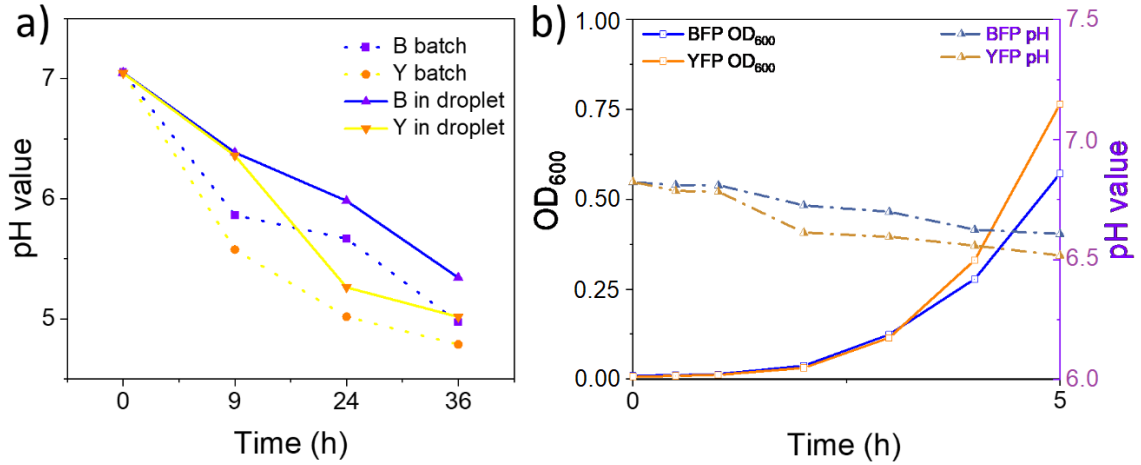 a)
B batch
Y batch
B in droplet
Y in droplet
7
6
5
pH value
0 9 24 36
Time (h)
b)
BFP OD₆₀₀
YFP OD₆₀₀
BFP pH
YFP pH
1.00
0.75
0.50
0.25
0.00
OD₆₀₀
7.5
7.0
6.5
6.0
pH value
0 5
Time (h)